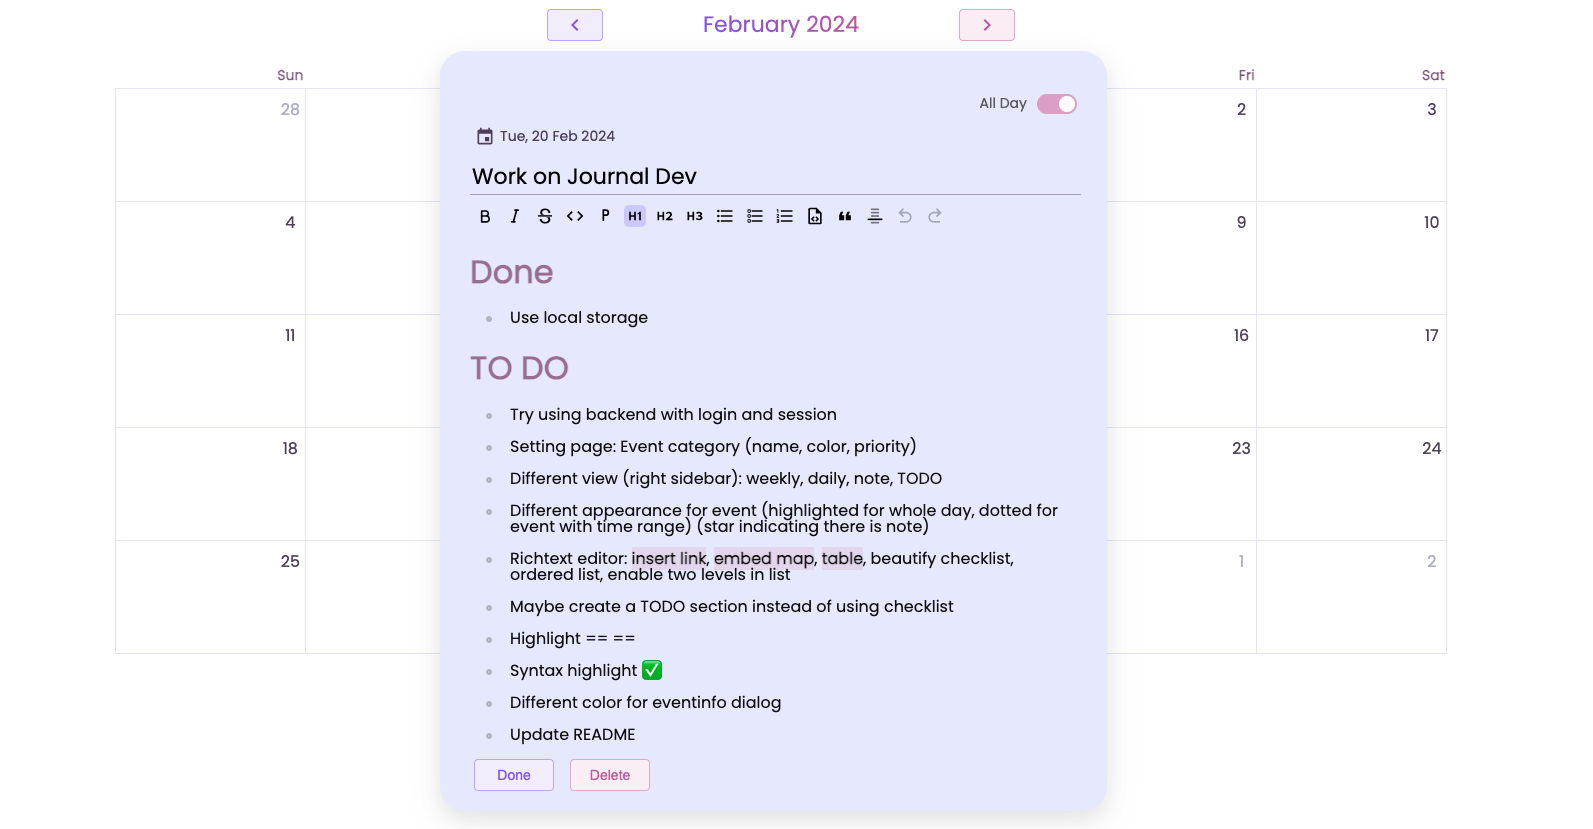 February 2024
Sun
Fri
Sat
28
2
3
4
9
10
11
16
17
18
23
24
25
1
2
All Day
Tue, 20 Feb 2024
Work on Journal Dev
B I S <> P H1 H2 H3
Done
Use local storage
TO DO
Try using backend with login and session
Setting page: Event category (name, color, priority)
Different view (right sidebar): weekly, daily, note, TODO
Different appearance for event (highlighted for whole day, dotted for
event with time range) (star indicating there is note)
Richtext editor: insert link, embed map, table, beautify checklist,
ordered list, enable two levels in list
Maybe create a TODO section instead of using checklist
Highlight == ==
Syntax highlight ✅
Different color for eventinfo dialog
Update README
Done
Delete